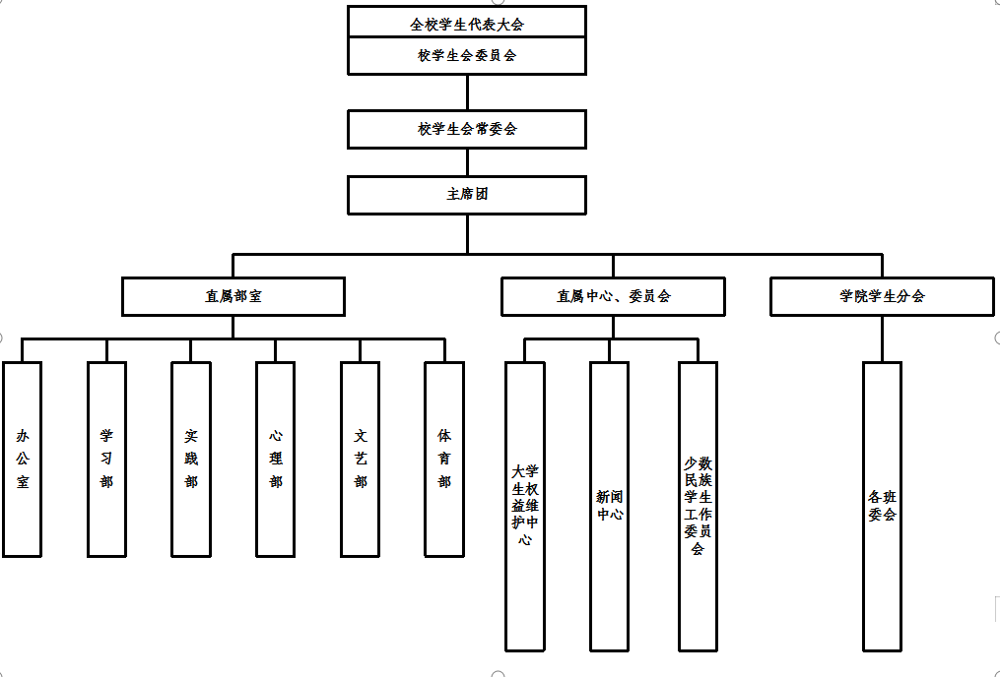 全校学生代表大会
校学生会委员会
校学生会常委会
主席团
直属部室
直属中心、委员会
学院学生分会
办
公
室
学
习
部
实
践
部
心
理
部
文
艺
部
体
育
部
大学
生权
益维
护中
心
新闻
中心
少数
民族
学生
工作
委员
会
各班
委会